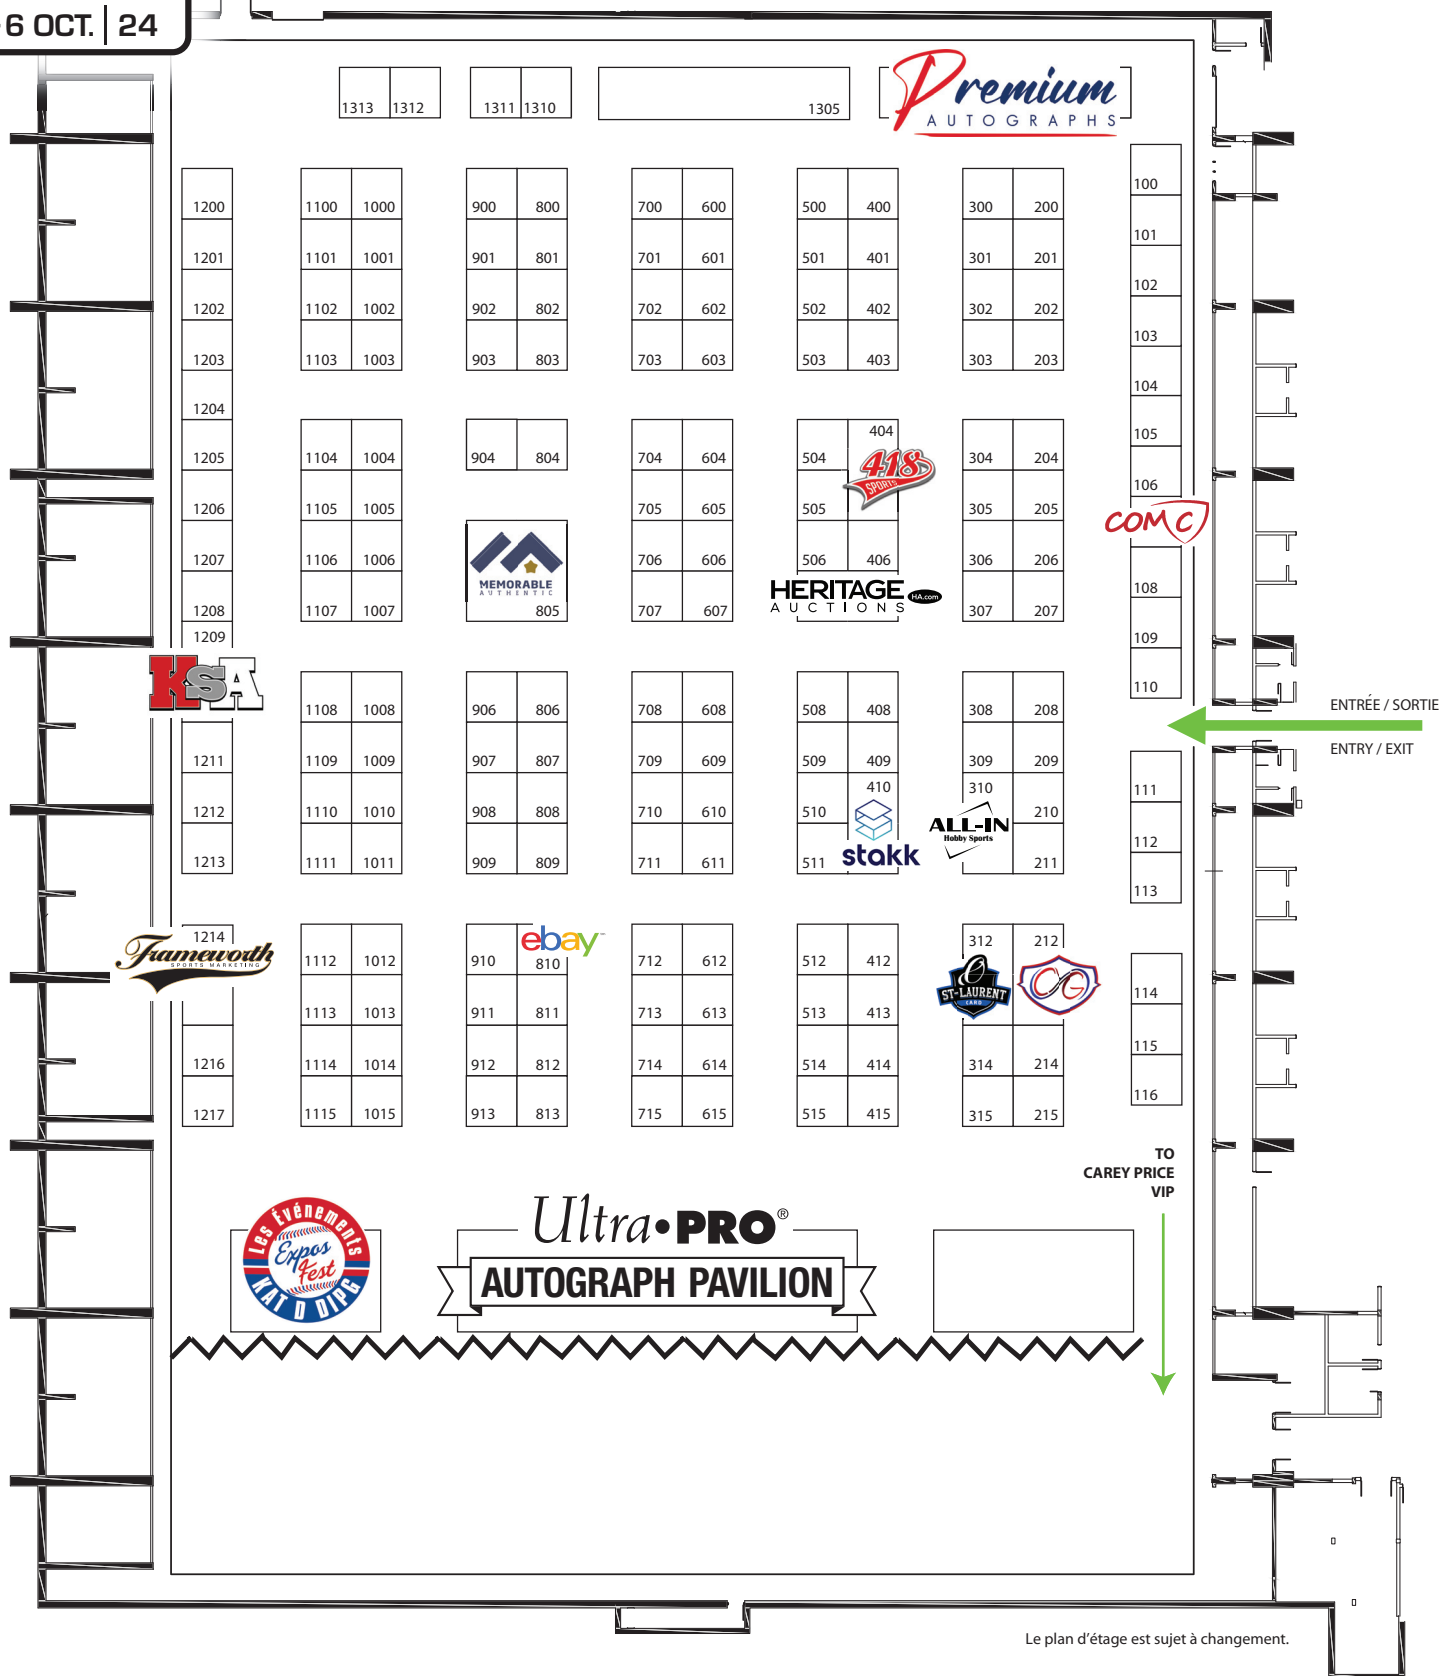 6 OCT. | 24
1313 1312 1311 1310 1305
Premium
AUTOGRAPHS
100
1200 1100 1000 900 800 700 600 500 400 300 200
101
1201 1101 1001 901 801 701 601 501 401 301 201
102
1202 1102 1002 902 802 702 602 502 402 302 202
103
1203 1103 1003 903 803 703 603 503 403 303 203
104
1204
105
404
1205 1104 1004 904 804 704 604 504 304 204
418
SPORTS
106
1206 1105 1005 705 605 505 305 205
COMC
1207 1106 1006 706 606 506 406 306 206
MEMORABLE
AUTHENTIC
108
HERITAGE HA.com
AUCTIONS
1208 1107 1007 805 707 607 307 207
1209
109
KSA
110
ENTRÉE / SORTIE
1108 1008 906 806 708 608 508 408 308 208
ENTRY / EXIT
1211 1109 1009 907 807 709 609 509 409 309 209
410 310
111
1212 1110 1010 908 808 710 610 510 210
ALL-IN
Hobby Sports
112
stakk
1213 1111 1011 909 809 711 611 511 211
113
1214
ebay
312 212
Frameworth
SPORTS MARKETING
1112 1012 910 810 712 612 512 412
ST-LAURENT
CARD
CG
114
1113 1013 911 811 713 613 513 413
115
1216 1114 1014 912 812 714 614 514 414 314 214
116
1217 1115 1015 913 813 715 615 515 415 315 215
TO
CAREY PRICE
VIP
Les Événements
Expos
Fest
KAT D DIPG
Ultra•PRO®
AUTOGRAPH PAVILION
Le plan d'étage est sujet à changement.